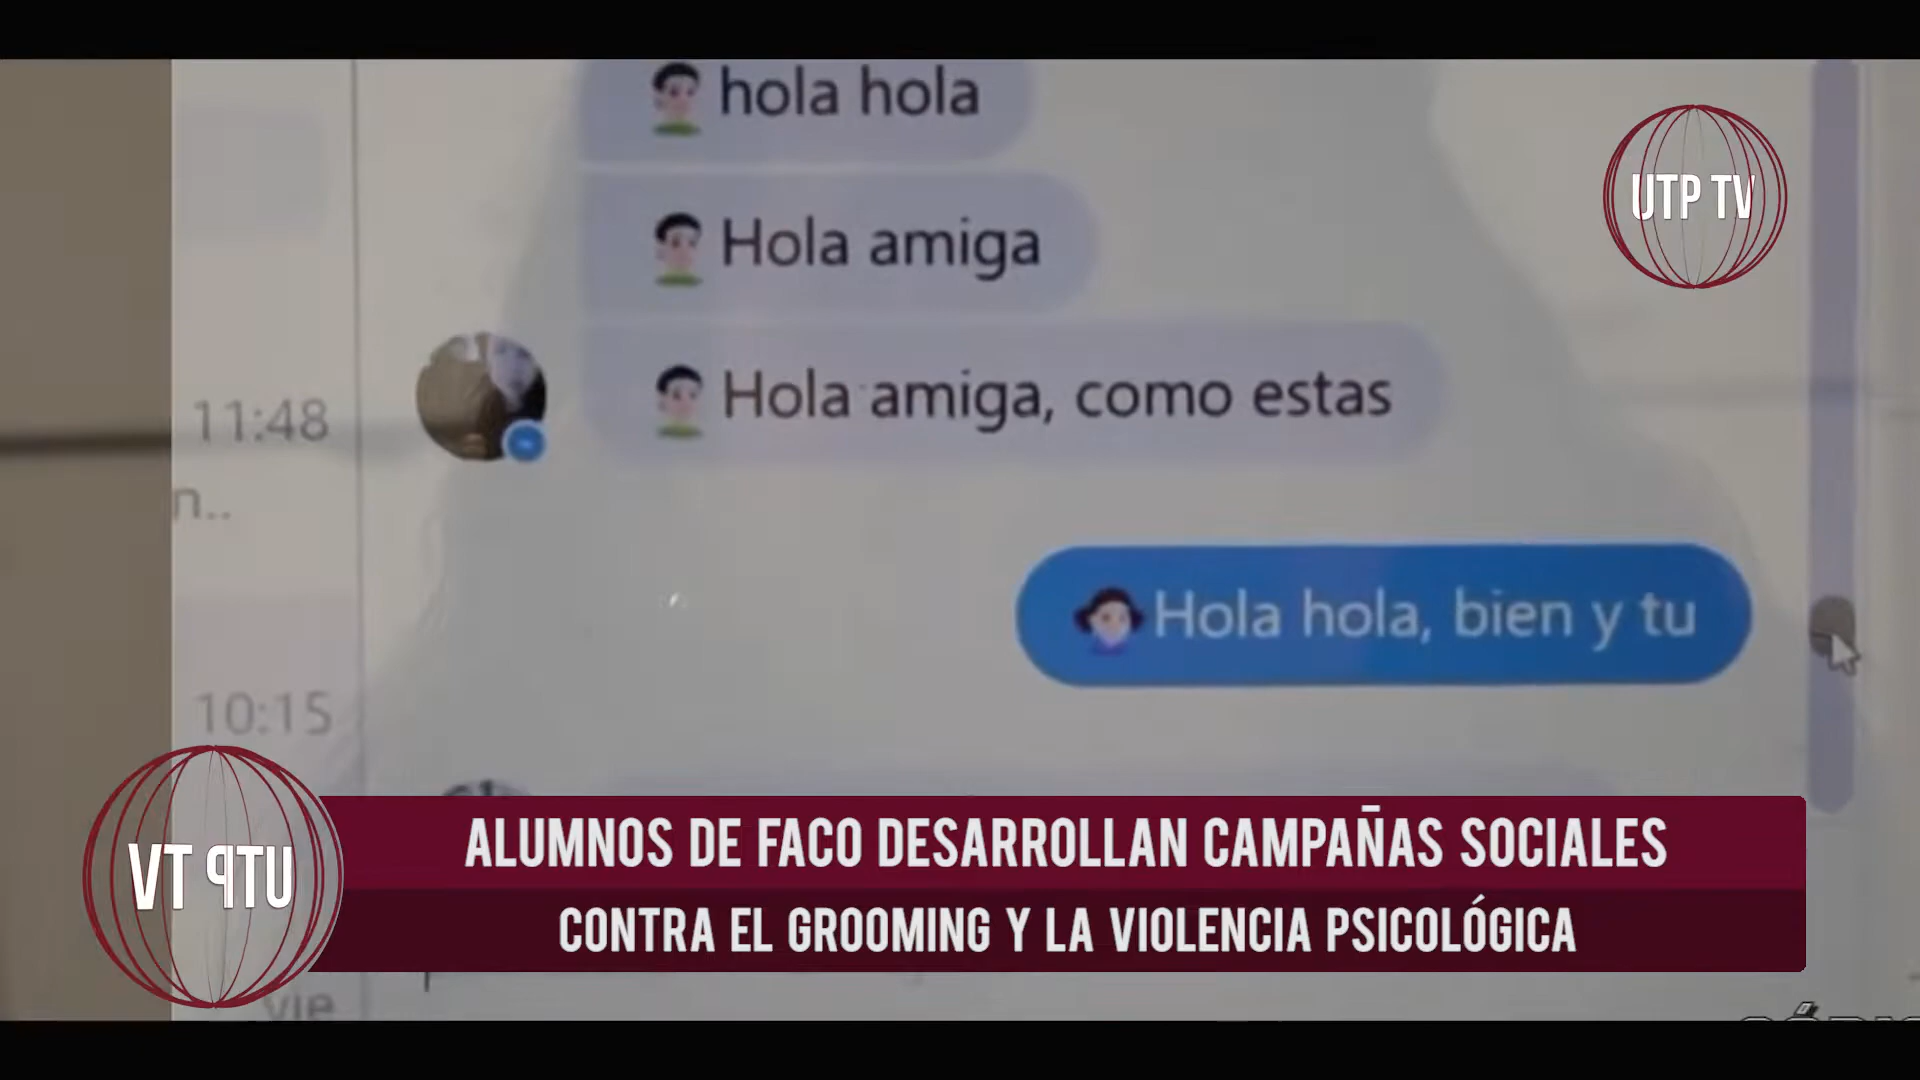 hola hola
UTP TV
Hola amiga
Hola amiga, como estas
11:48
n..
Hola hola, bien y tu
10:15
ALUMNOS DE FACO DESARROLLAN CAMPAÑAS SOCIALES
UTP TV
CONTRA EL GROOMING Y LA VIOLENCIA PSICOLÓGICA
vie